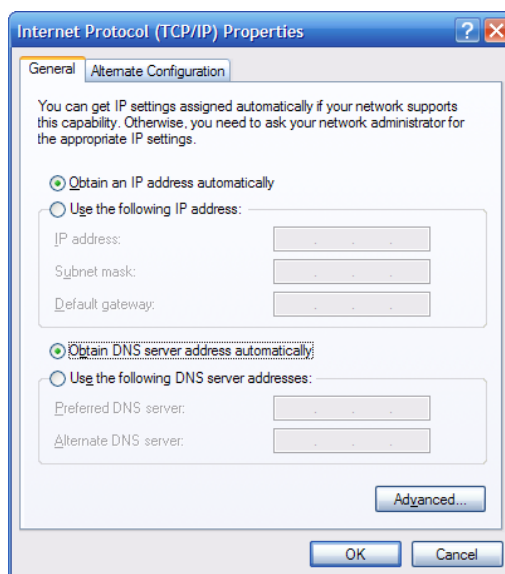 Internet Protocol (TCP/IP) Properties
General
Alternate Configuration
You can get IP settings assigned automatically if your network supports
this capability. Otherwise, you need to ask your network administrator for
the appropriate IP settings.
Obtain an IP address automatically
Use the following IP address:
IP address:
Subnet mask:
Default gateway:
Obtain DNS server address automatically
Use the following DNS server addresses:
Preferred DNS server:
Alternate DNS server:
Advanced...
OK
Cancel